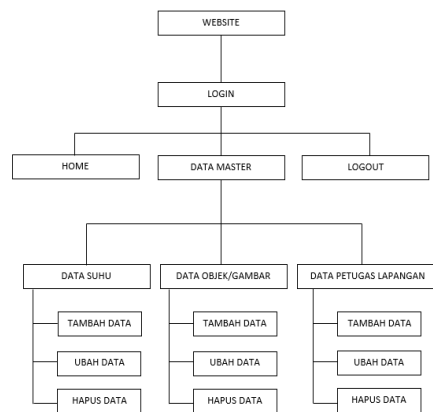 WEBSITE
LOGIN
HOME
DATA MASTER
LOGOUT
DATA SUHU
DATA OBJEK/GAMBAR
DATA PETUGAS LAPANGAN
TAMBAH DATA
TAMBAH DATA
TAMBAH DATA
UBAH DATA
UBAH DATA
UBAH DATA
HAPUS DATA
HAPUS DATA
HAPUS DATA